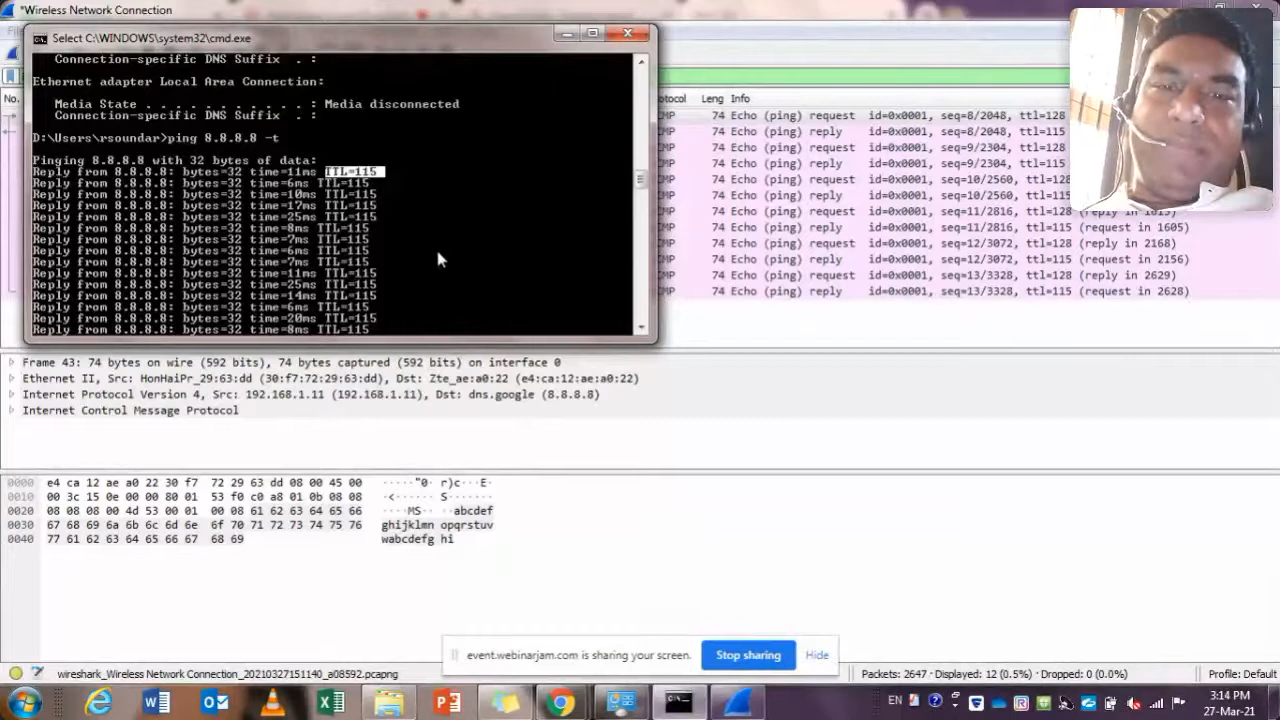 *Wireless Network Connection
Select C:\WINDOWS\system32\cmd.exe
Connection-specific DNS Suffix . :
Ethernet adapter Local Area Connection:
Media State . . . . . . . . . . . : Media disconnected
Connection-specific DNS Suffix . :
D:\Users\rsoundar>ping 8.8.8.8 -t
Pinging 8.8.8.8 with 32 bytes of data:
Reply from 8.8.8.8: bytes=32 time=11ms TTL=115
Reply from 8.8.8.8: bytes=32 time=6ms TTL=115
Reply from 8.8.8.8: bytes=32 time=10ms TTL=115
Reply from 8.8.8.8: bytes=32 time=17ms TTL=115
Reply from 8.8.8.8: bytes=32 time=25ms TTL=115
Reply from 8.8.8.8: bytes=32 time=8ms TTL=115
Reply from 8.8.8.8: bytes=32 time=7ms TTL=115
Reply from 8.8.8.8: bytes=32 time=6ms TTL=115
Reply from 8.8.8.8: bytes=32 time=7ms TTL=115
Reply from 8.8.8.8: bytes=32 time=11ms TTL=115
Reply from 8.8.8.8: bytes=32 time=25ms TTL=115
Reply from 8.8.8.8: bytes=32 time=14ms TTL=115
Reply from 8.8.8.8: bytes=32 time=6ms TTL=115
Reply from 8.8.8.8: bytes=32 time=20ms TTL=115
Reply from 8.8.8.8: bytes=32 time=8ms TTL=115
No. otocol Leng Info
MP 74 Echo (ping) request id=0x0001, seq=8/2048, ttl=128
MP 74 Echo (ping) reply id=0x0001, seq=8/2048, ttl=115
MP 74 Echo (ping) request id=0x0001, seq=9/2304, ttl=128
MP 74 Echo (ping) reply id=0x0001, seq=9/2304, ttl=115
MP 74 Echo (ping) request id=0x0001, seq=10/2560, ttl=128
MP 74 Echo (ping) reply id=0x0001, seq=10/2560, ttl=115
MP 74 Echo (ping) request id=0x0001, seq=11/2816, ttl=128 (reply in 1613)
MP 74 Echo (ping) reply id=0x0001, seq=11/2816, ttl=115 (request in 1605)
MP 74 Echo (ping) request id=0x0001, seq=12/3072, ttl=128 (reply in 2168)
MP 74 Echo (ping) reply id=0x0001, seq=12/3072, ttl=115 (request in 2156)
MP 74 Echo (ping) request id=0x0001, seq=13/3328, ttl=128 (reply in 2629)
MP 74 Echo (ping) reply id=0x0001, seq=13/3328, ttl=115 (request in 2628)
Frame 43: 74 bytes on wire (592 bits), 74 bytes captured (592 bits) on interface 0
Ethernet II, Src: HonHaiPr_29:63:dd (30:f7:72:29:63:dd), Dst: Zte_ae:a0:22 (e4:ca:12:ae:a0:22)
Internet Protocol Version 4, Src: 192.168.1.11 (192.168.1.11), Dst: dns.google (8.8.8.8)
Internet Control Message Protocol
0000 e4 ca 12 ae a0 22 30 f7 72 29 63 dd 08 00 45 00 ·····"0· r)c···E·
0010 00 3c 15 0e 00 00 80 01 53 f0 c0 a8 01 0b 08 08 ·<······ S·······
0020 08 08 08 00 4d 53 00 01 00 08 61 62 63 64 65 66 ····MS·· ··abcdef
0030 67 68 69 6a 6b 6c 6d 6e 6f 70 71 72 73 74 75 76 ghijklmn opqrstuv
0040 77 61 62 63 64 65 66 67 68 69 wabcdefg hi
event.webinarjam.com is sharing your screen. Stop sharing Hide
wireshark_Wireless Network Connection_20210327151140_a08592.pcapng Packets: 2647 · Displayed: 12 (0.5%) · Dropped: 0 (0.0%) Profile: Default
EN 3:14 PM
27-Mar-21